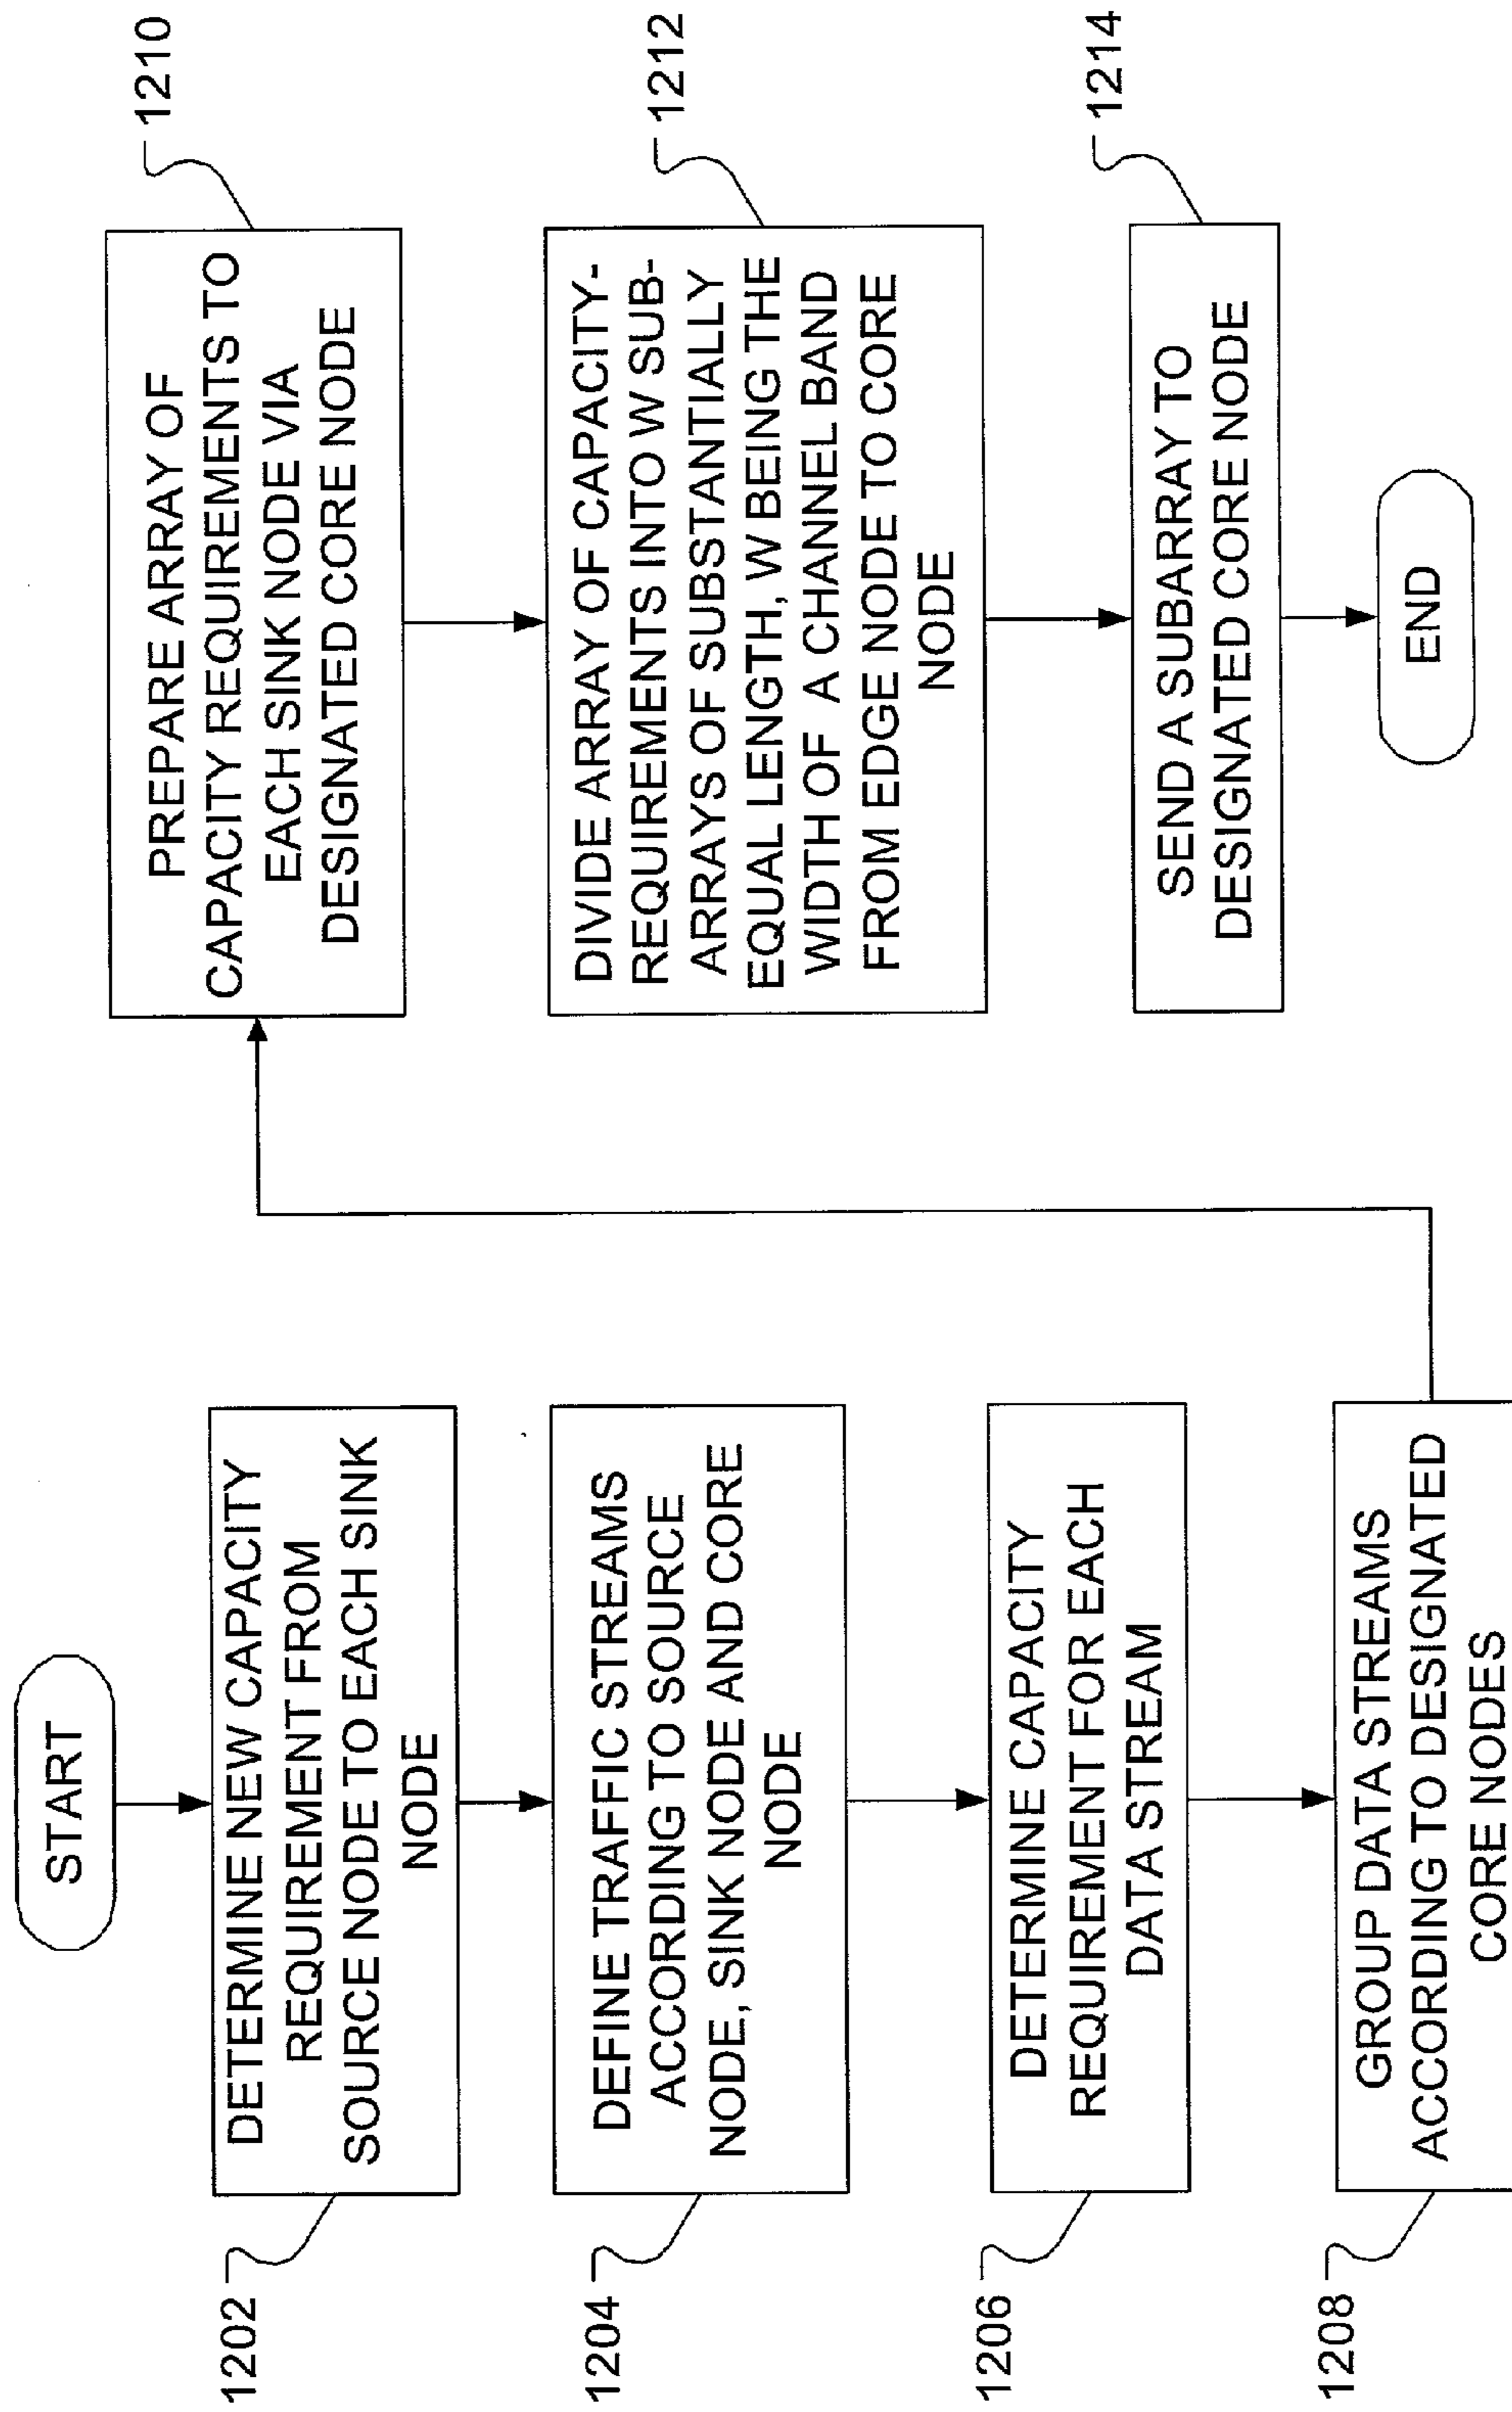 START
1202
DETERMINE NEW CAPACITY
REQUIREMENT FROM
SOURCE NODE TO EACH SINK
NODE
1204
DEFINE TRAFFIC STREAMS
ACCORDING TO SOURCE
NODE, SINK NODE AND CORE
NODE
1206
DETERMINE CAPACITY
REQUIREMENT FOR EACH
DATA STREAM
1208
GROUP DATA STREAMS
ACCORDING TO DESIGNATED
CORE NODES
1210
PREPARE ARRAY OF
CAPACITY REQUIREMENTS TO
EACH SINK NODE VIA
DESIGNATED CORE NODE
1212
DIVIDE ARRAY OF CAPACITY-
REQUIREMENTS INTO W SUB-
ARRAYS OF SUBSTANTIALLY
EQUAL LENGTH, W BEING THE
WIDTH OF A CHANNEL BAND
FROM EDGE NODE TO CORE
NODE
1214
SEND A SUBARRAY TO
DESIGNATED CORE NODE
END